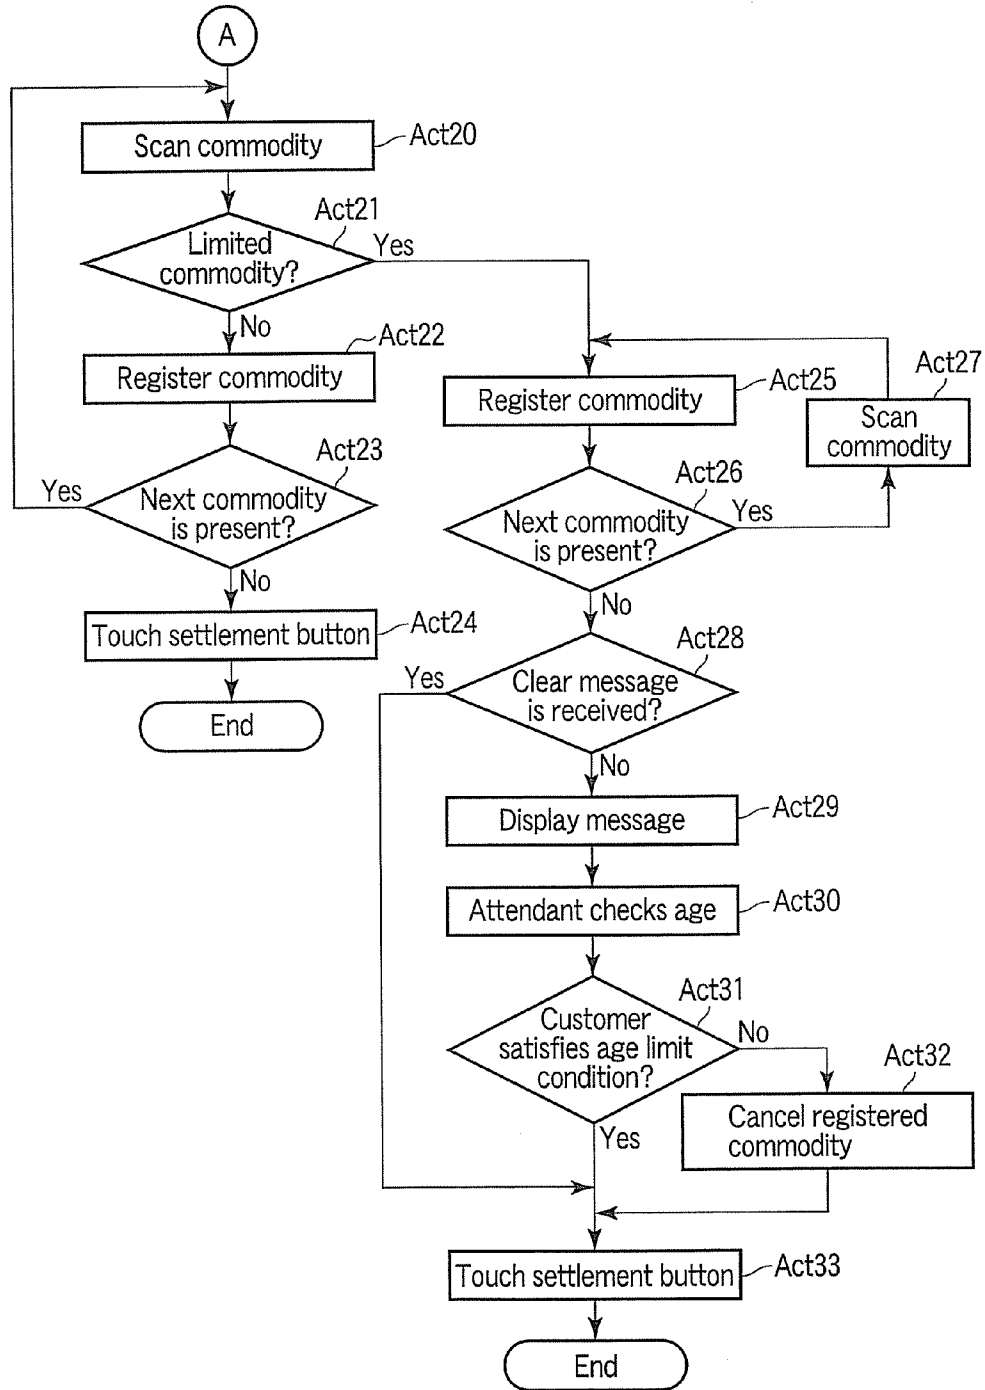 A
Scan commodity
Act20
Act21
Limited
commodity?
Yes
No
Act22
Register commodity
Act23
Next commodity
is present?
Yes
No
Touch settlement button
Act24
End
Register commodity
Act25
Act27
Scan
commodity
Act26
Next commodity
is present?
Yes
No
Act28
Clear message
is received?
Yes
No
Display message
Act29
Attendant checks age
Act30
Act31
Customer
satisfies age limit
condition?
No
Yes
Act32
Cancel registered
commodity
Touch settlement button
Act33
End